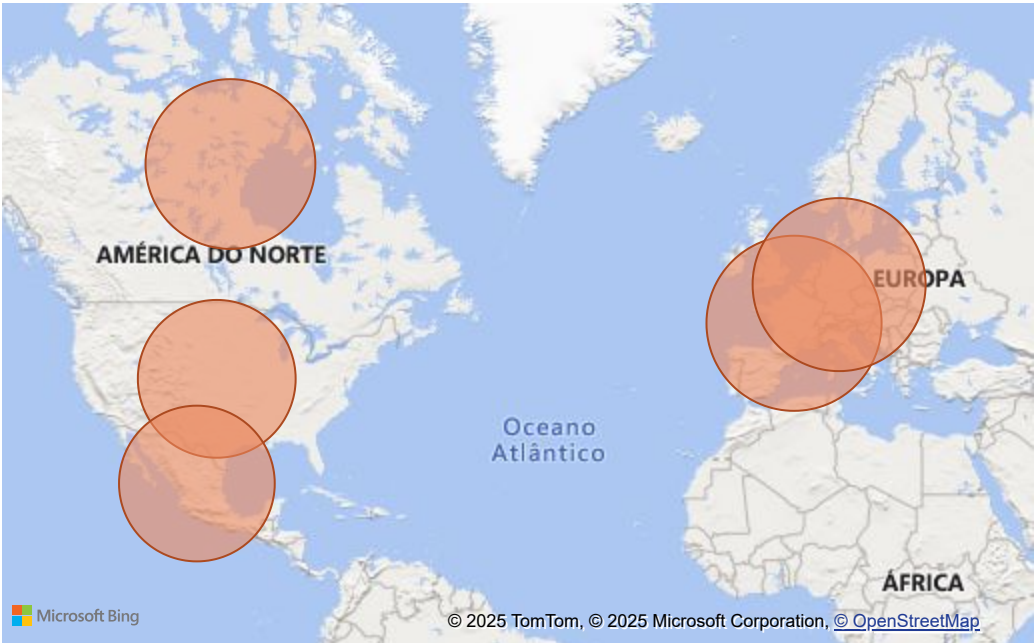 AMÉRICA DO NORTE
EUROPA
Oceano
Atlântico
ÁFRICA
Microsoft Bing
© 2025 TomTom, © 2025 Microsoft Corporation, © OpenStreetMap